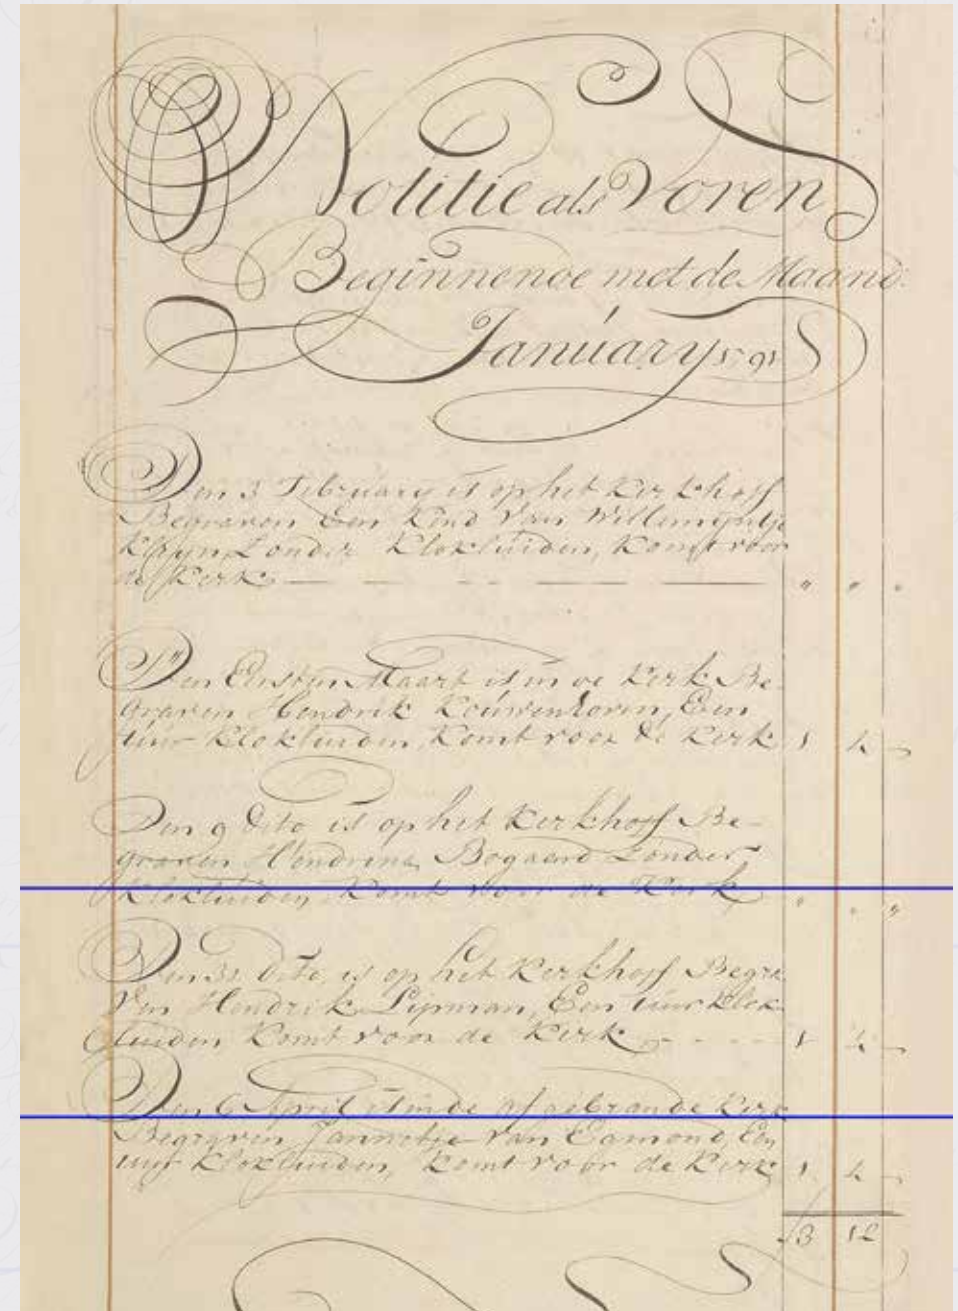 Notitie als Voren
Beginnende met de Maand
January 1791
Den 3 February is op het Kerkhoff
Begraven Een Kind van Willemyntje
Kleyn Zonder Klokluiden, Komt voor
de Kerk " " "
Den Eersten Maart is in de Kerk Be-
graven Hendrik Kouwenhoven, Een
uur Klokluiden, Komt voor de Kerk 1 4 -
Den 9 Dito is op het Kerkhoff Be-
graven Hendrina Bogaard Zonder
Klokluiden Komt voor de Kerk " " "
Den 31 Dito, is op het Kerkhoff Begra
ven Hendrik Lipman, Een uur klok
luiden Komt voor de Kerk 1 4 -
Den 6 April is in de afgebrande Kerk
Begraven Jannetje van Egmond, Een
uur Klokluiden, Komt voor de Kerk 1 4 -
ƒ3 12